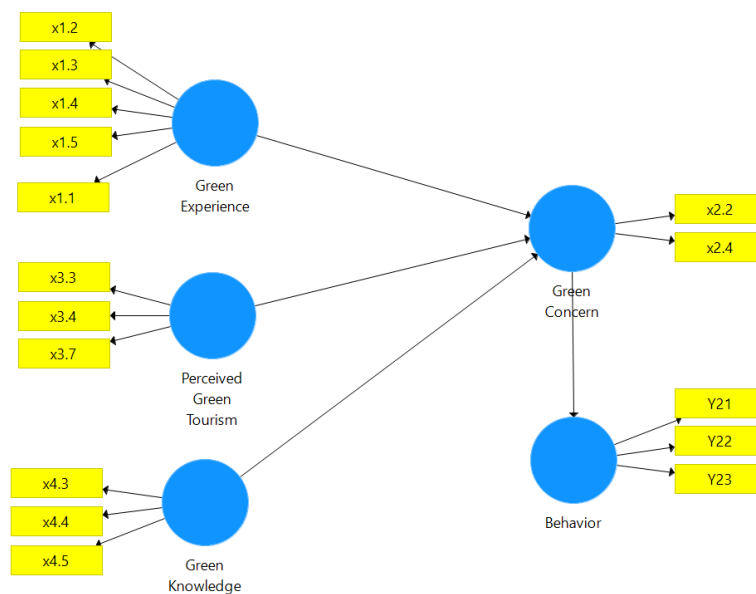 x1.2
x1.3
x1.4
x1.5
x1.1
Green
Experience
x3.3
x3.4
x3.7
Perceived
Green
Tourism
x4.3
x4.4
x4.5
Green
Knowledge
Green
Concern
x2.2
x2.4
Behavior
Y21
Y22
Y23